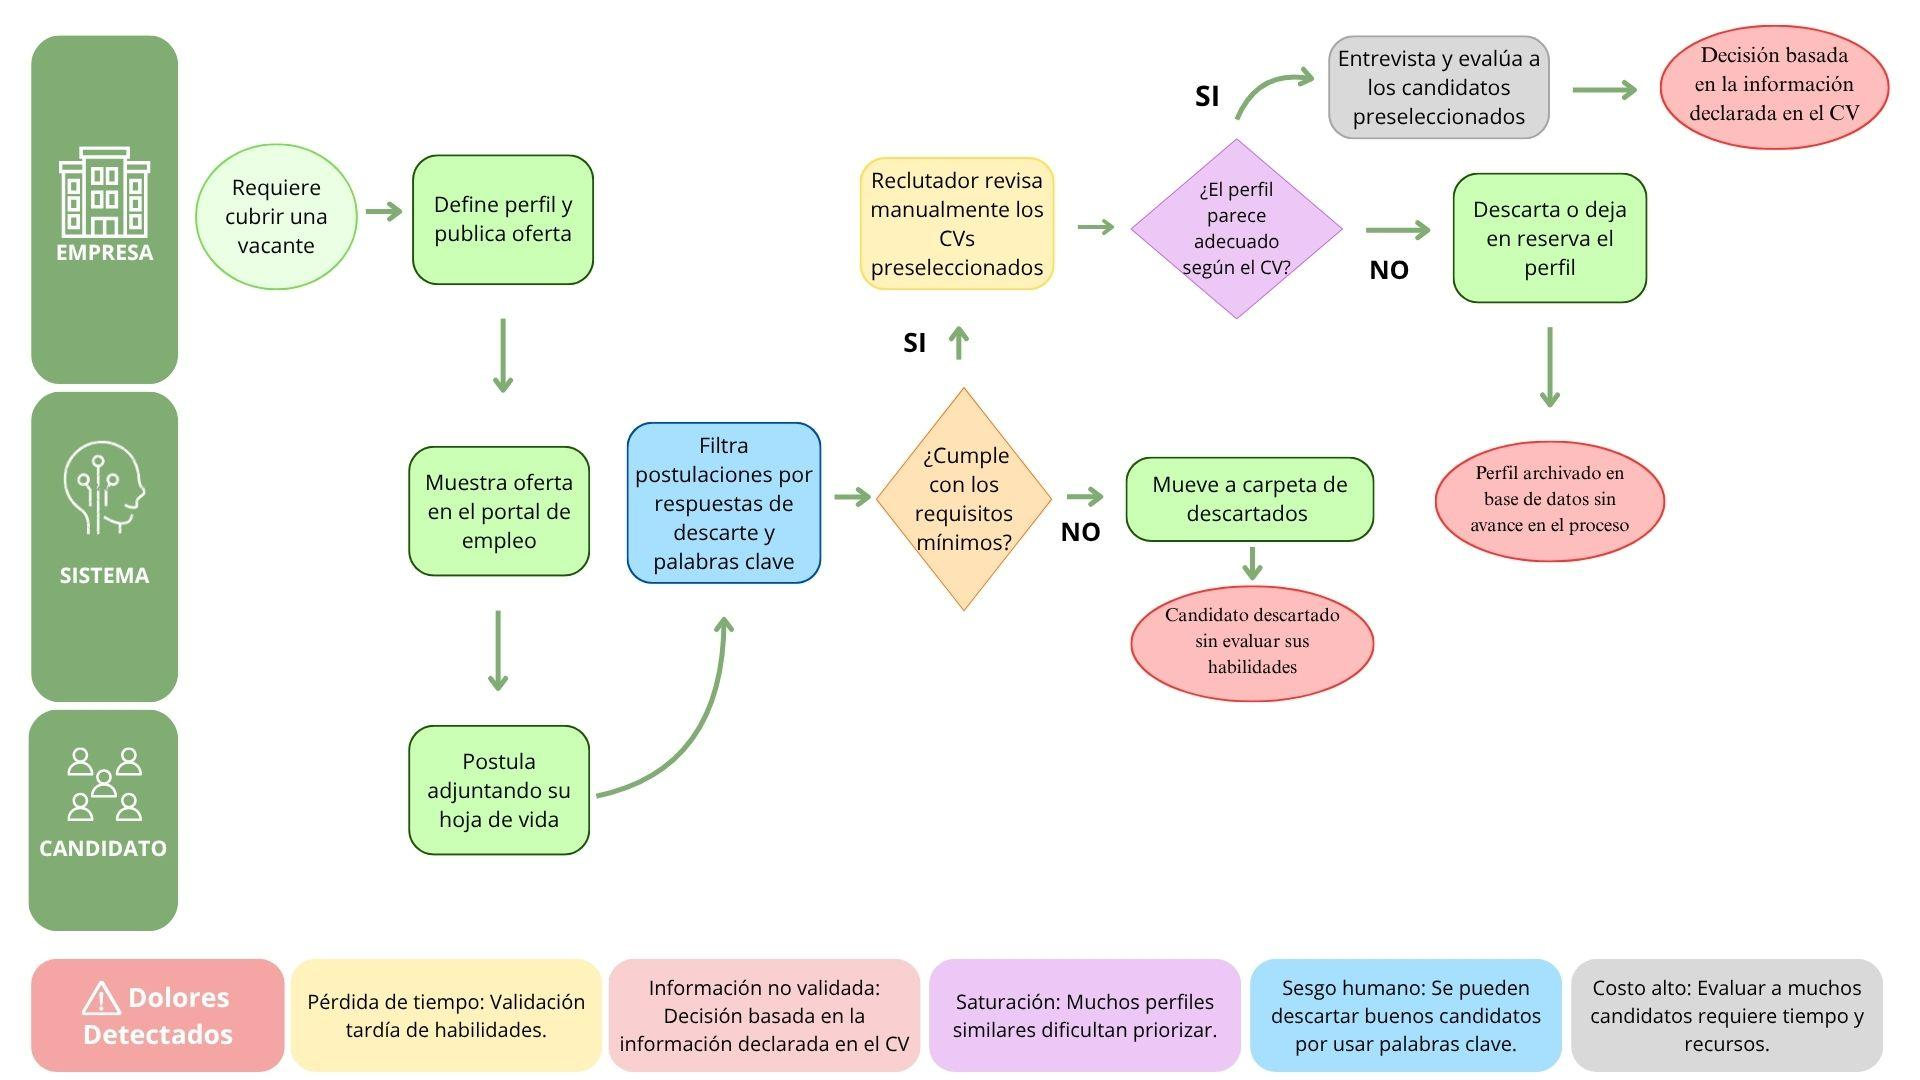 EMPRESA
Requiere
cubrir una
vacante
Define perfil y
publica oferta
Reclutador revisa
manualmente los
CVs
preseleccionados
¿El perfil
parece
adecuado
según el CV?
SI
Entrevista y evalúa a
los candidatos
preseleccionados
Decisión basada
en la información
declarada en el CV
NO
Descarta o deja
en reserva el
perfil
SISTEMA
Muestra oferta
en el portal de
empleo
Filtra
postulaciones por
respuestas de
descarte y
palabras clave
¿Cumple
con los
requisitos
mínimos?
SI
NO
Mueve a carpeta de
descartados
Candidato descartado
sin evaluar sus
habilidades
Perfil archivado en
base de datos sin
avance en el proceso
CANDIDATO
Postula
adjuntando su
hoja de vida
Dolores
Detectados
Pérdida de tiempo: Validación
tardía de habilidades.
Información no validada:
Decisión basada en la
información declarada en el CV
Saturación: Muchos perfiles
similares dificultan priorizar.
Sesgo humano: Se pueden
descartar buenos candidatos
por usar palabras clave.
Costo alto: Evaluar a muchos
candidatos requiere tiempo y
recursos.